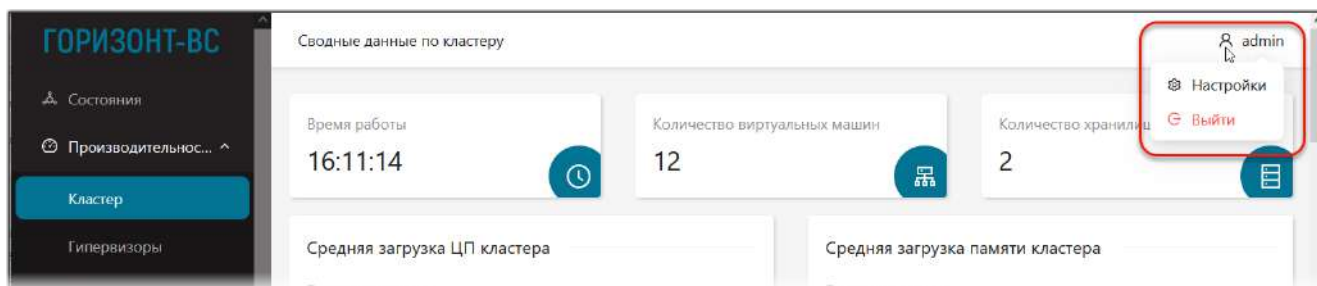 ГОРИЗОНТ-ВС
Состояния
Производительнос...
Кластер
Гипервизоры
Сводные данные по кластеру
admin
Настройки
Выйти
Время работы
16:11:14
Количество виртуальных машин
12
Количество
2
Средняя загрузка ЦП кластера
Средняя загрузка памяти кластера